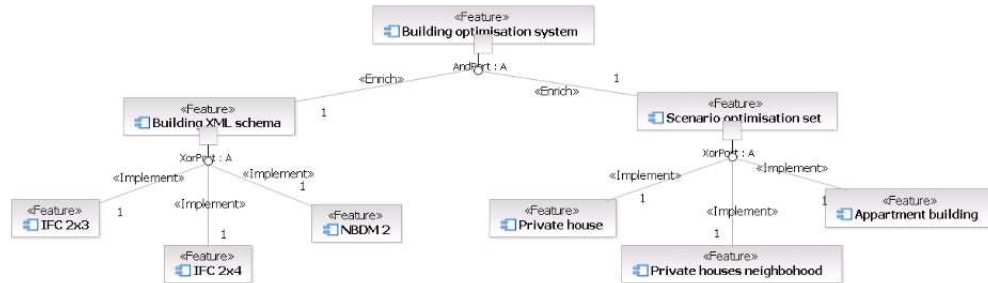 «Feature»
Building optimisation system
AndPort : A
«Enrich»
1
«Enrich»
1
«Feature»
Building XML schema
«Feature»
Scenario optimisation set
XorPort : A
«Implement»
1
«Implement»
1
«Implement»
1
XorPort : A
«Implement»
1
«Implement»
1
«Implement»
1
«Feature»
IFC 2x3
«Feature»
IFC 2x4
«Feature»
NBDM 2
«Feature»
Private house
«Feature»
Private houses neighbohood
«Feature»
Appartment building